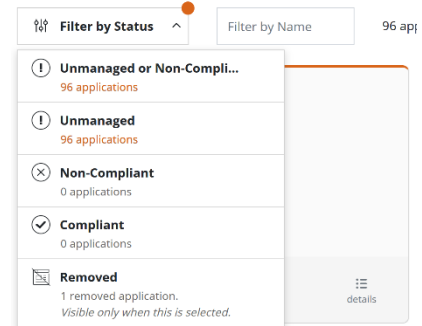 Filter by Status
Filter by Name
96 app
Unmanaged or Non-Compli...
96 applications
Unmanaged
96 applications
Non-Compliant
0 applications
Compliant
0 applications
Removed
1 removed application.
Visible only when this is selected.
details